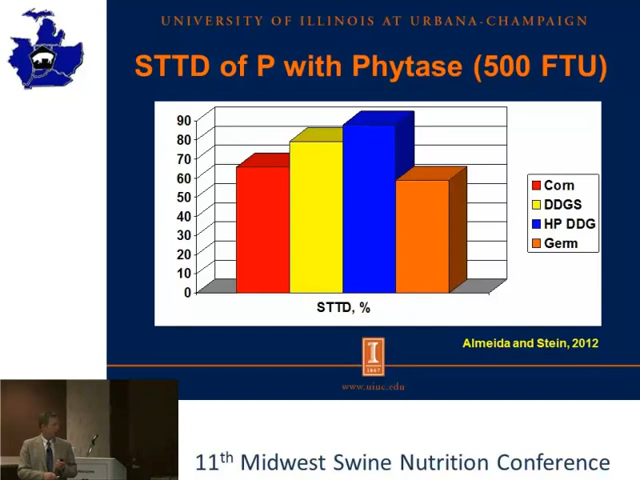 UNIVERSITY OF ILLINOIS AT URBANA-CHAMPAIGN
STTD of P with Phytase (500 FTU)
90
80
70
60
50
40
30
20
10
0
STTD, %
Corn
DDGS
HP DDG
Germ
Almeida and Stein, 2012
I
1867
www.uiuc.edu
11th Midwest Swine Nutrition Conference